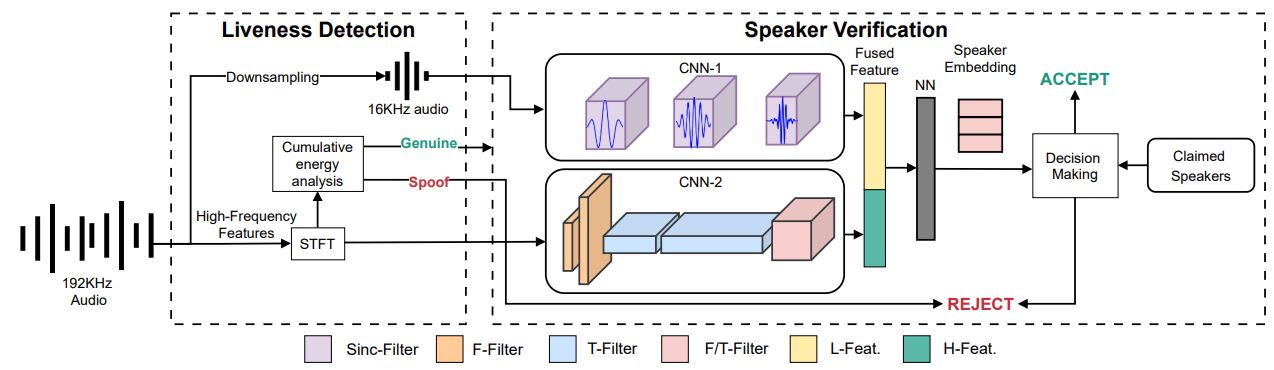 Liveness Detection
Speaker Verification
Downsampling
16KHz audio
Cumulative
energy
analysis
Genuine
Spoof
High-Frequency
Features
STFT
192KHz
Audio
CNN-1
CNN-2
Fused
Feature
NN
Speaker
Embedding
ACCEPT
Decision
Making
Claimed
Speakers
REJECT
Sinc-Filter
F-Filter
T-Filter
F/T-Filter
L-Feat.
H-Feat.